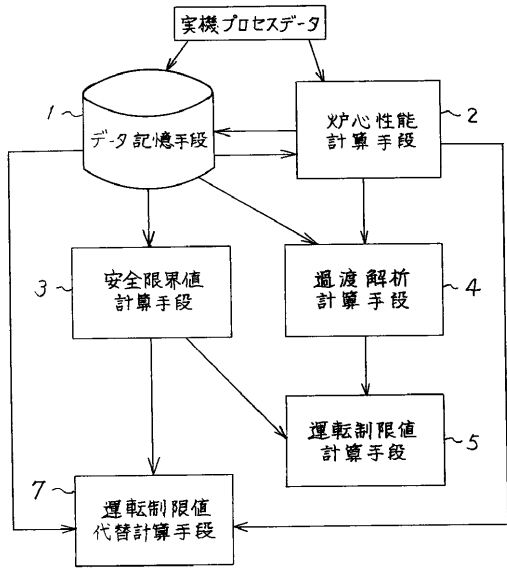 実機プロセスデータ
1
データ記憶手段
炉心性能
計算手段
2
3
安全限界値
計算手段
過渡解析
計算手段
4
運転制限値
計算手段
5
7
運転制限値
代替計算手段